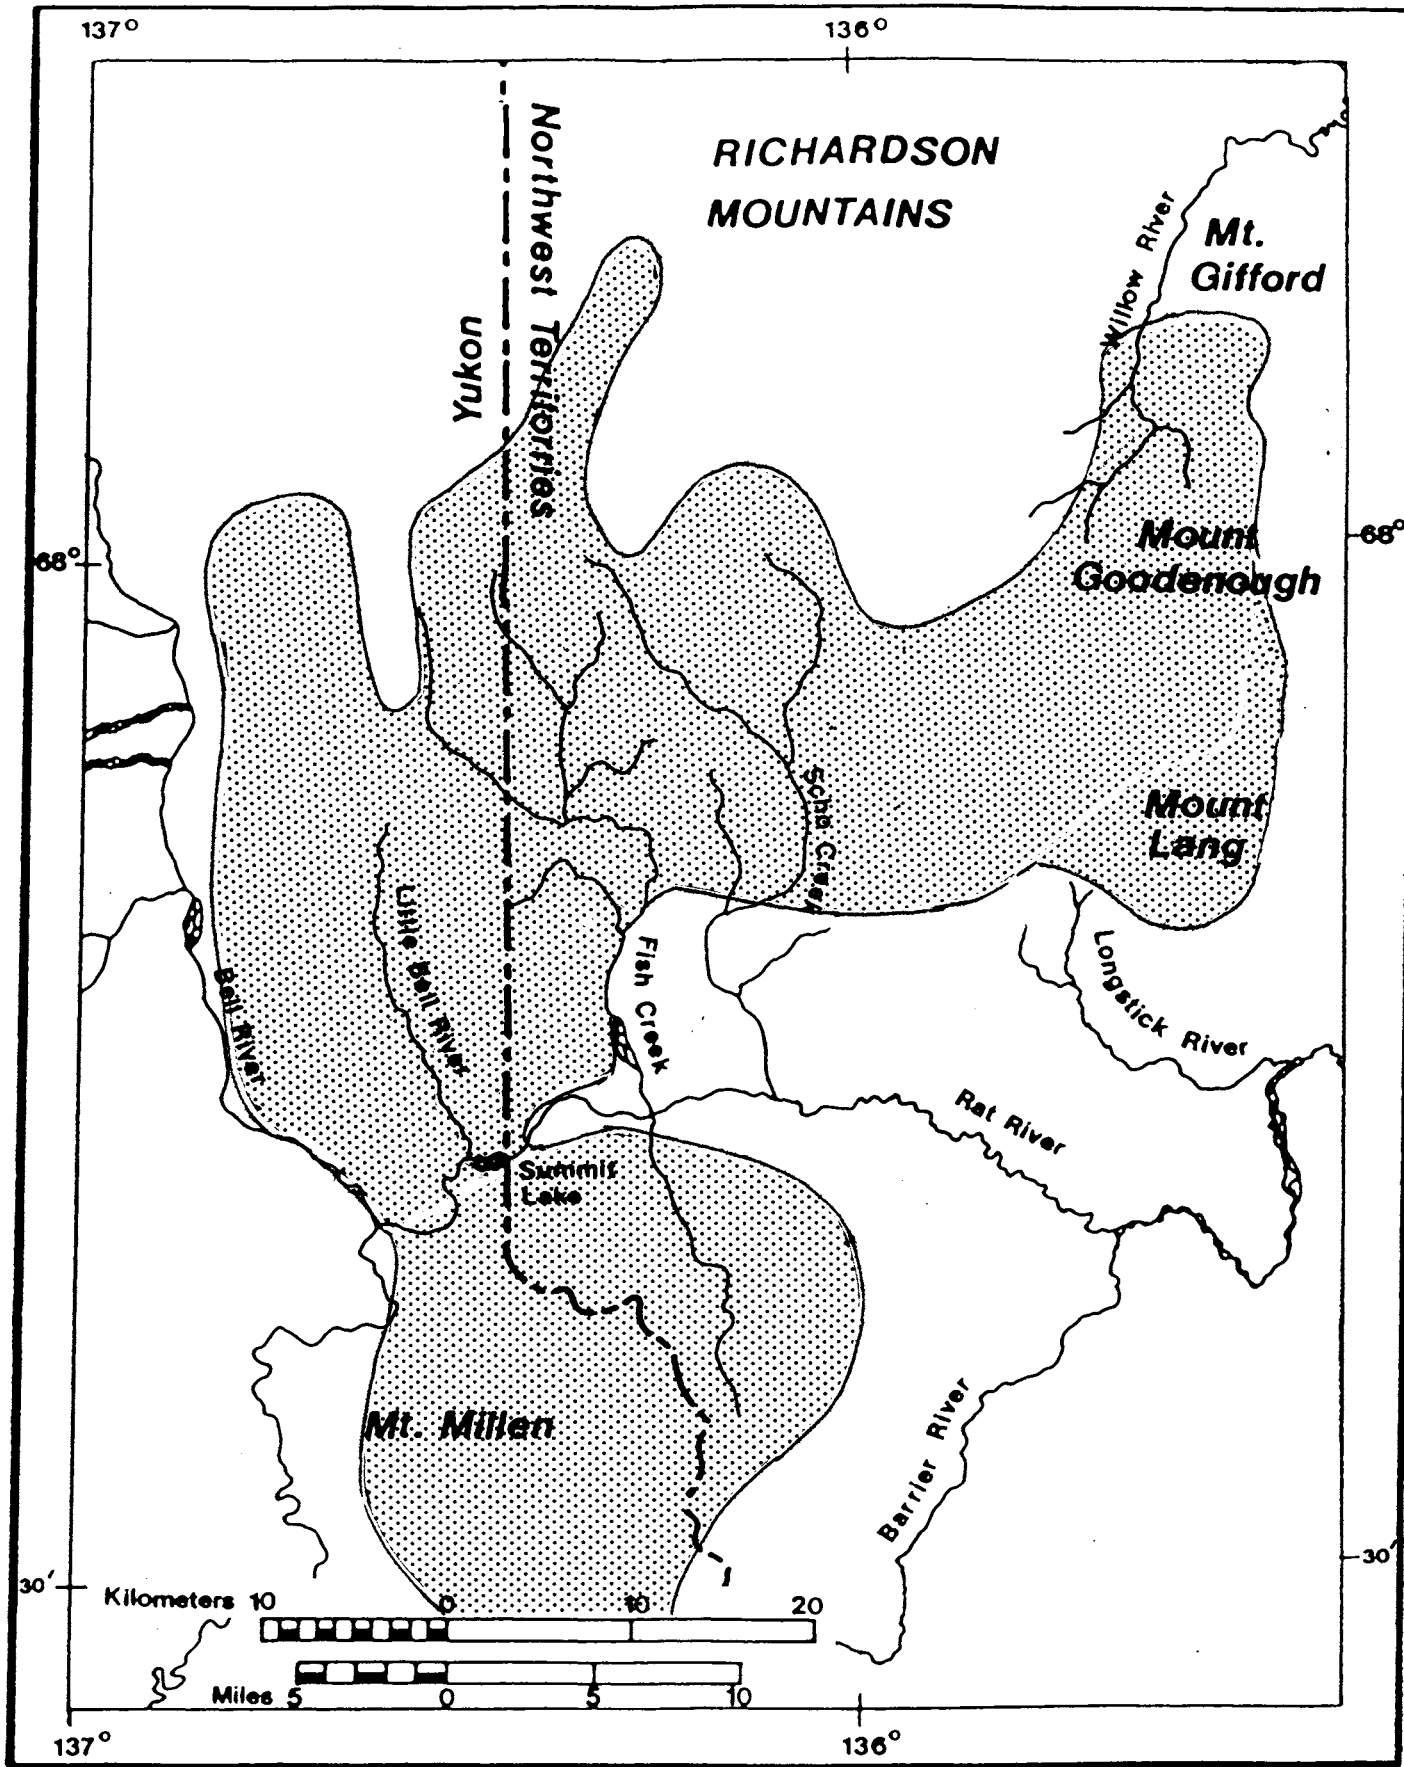 137° 136°
RICHARDSON
MOUNTAINS
Northwest Territories
Yukon
Willow River
Mt.
Gifford
68° 68°
Mount
Goodenough
Mount
Lang
Scho Creek
Little Bell River
Bell River
Fish Creek
Longstick River
Rat River
Summit
Lake
Mt. Millen
Barrier River
30' 30'
Kilometers 10 0 10 20
Miles 5 0 5 10
137° 136°